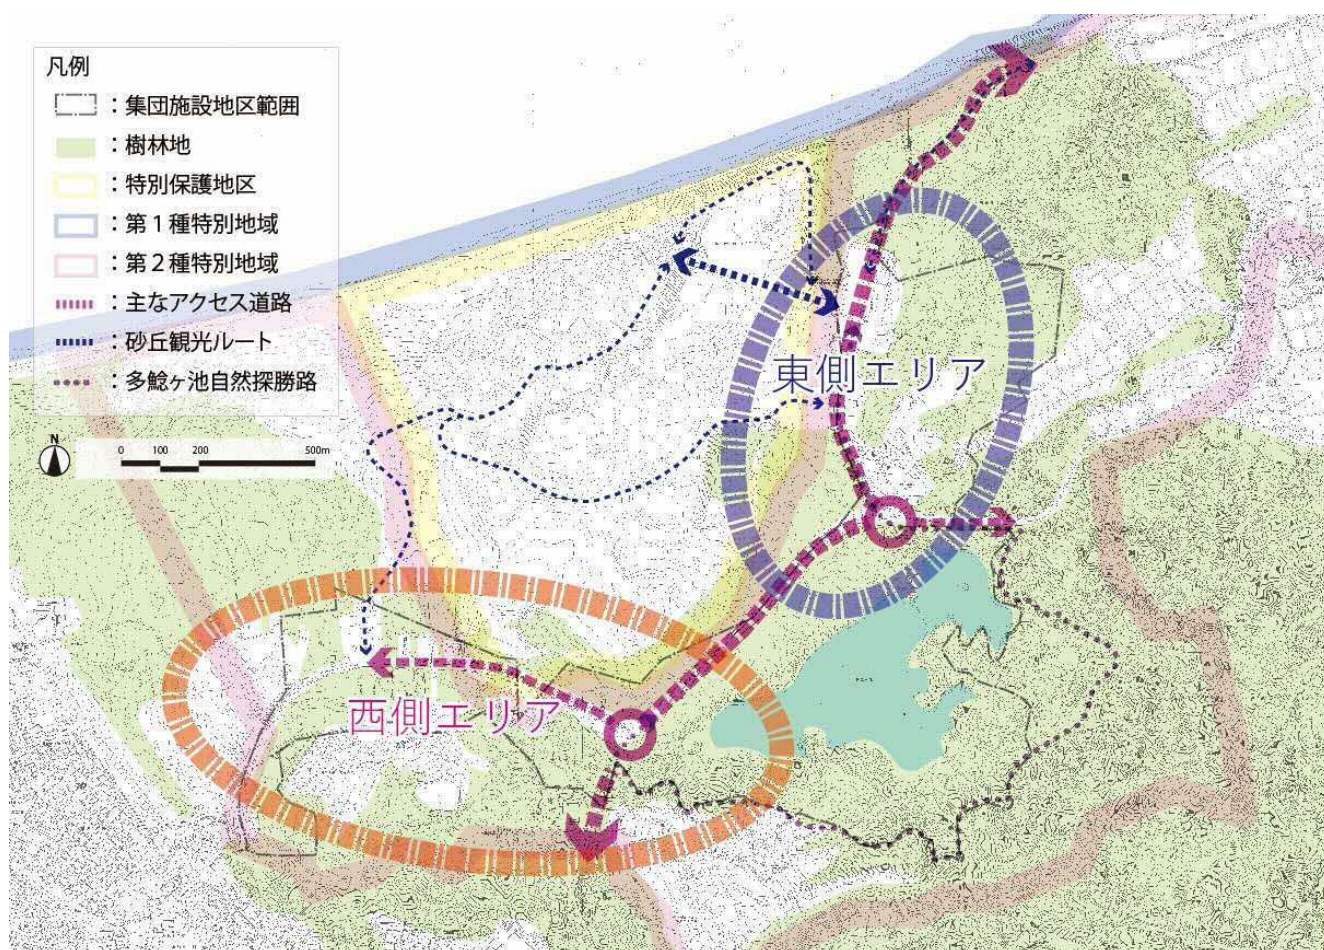 凡例
：集団施設地区範囲
：樹林地
：特別保護地区
：第１種特別地域
：第２種特別地域
：主なアクセス道路
：砂丘観光ルート
：多鯰ヶ池自然探勝路
N
0 100 200 500m
東側エリア
西側エリア